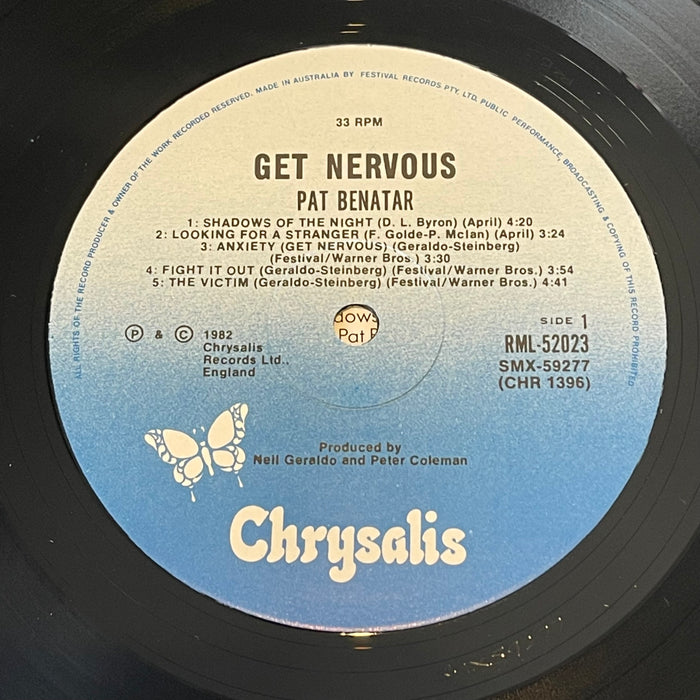 ALL RIGHTS OF THE RECORD PRODUCER & OWNER OF THE WORK RECORDED RESERVED. MADE IN AUSTRALIA BY FESTIVAL RECORDS PTY. LTD. PUBLIC PERFORMANCE, BROADCASTING & COPYING OF THIS RECORD PROHIBITED
33 RPM
GET NERVOUS
PAT BENATAR
1: SHADOWS OF THE NIGHT (D. L. Byron) (April) 4:20
2: LOOKING FOR A STRANGER (F. Golde-P. McIan) (April) 3:24
3: ANXIETY (GET NERVOUS) (Geraldo-Steinberg)
(Festival/Warner Bros.) 3:30
4: FIGHT IT OUT (Geraldo-Steinberg) (Festival/Warner Bros.) 3:54
5: THE VICTIM (Geraldo-Steinberg) (Festival/Warner Bros.) 4:41
dows
Pat
Ⓟ & © 1982
Chrysalis
Records Ltd.,
England
SIDE 1
RML-52023
SMX-59277
(CHR 1396)
Produced by
Neil Geraldo and Peter Coleman
Chrysalis